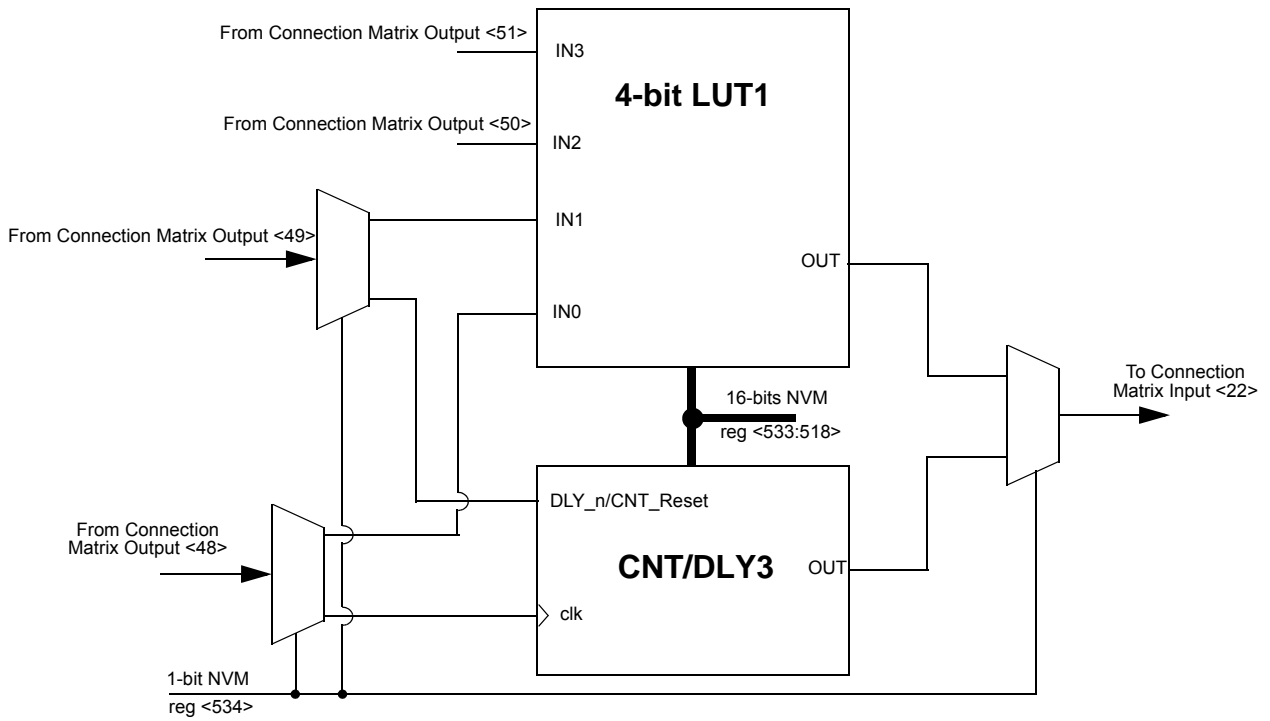 From Connection Matrix Output <51>
IN3
4-bit LUT1
From Connection Matrix Output <50>
IN2
IN1
From Connection Matrix Output <49>
OUT
IN0
16-bits NVM
reg <533:518>
To Connection
Matrix Input <22>
DLY_n/CNT_Reset
From Connection
Matrix Output <48>
CNT/DLY3
OUT
clk
1-bit NVM
reg <534>